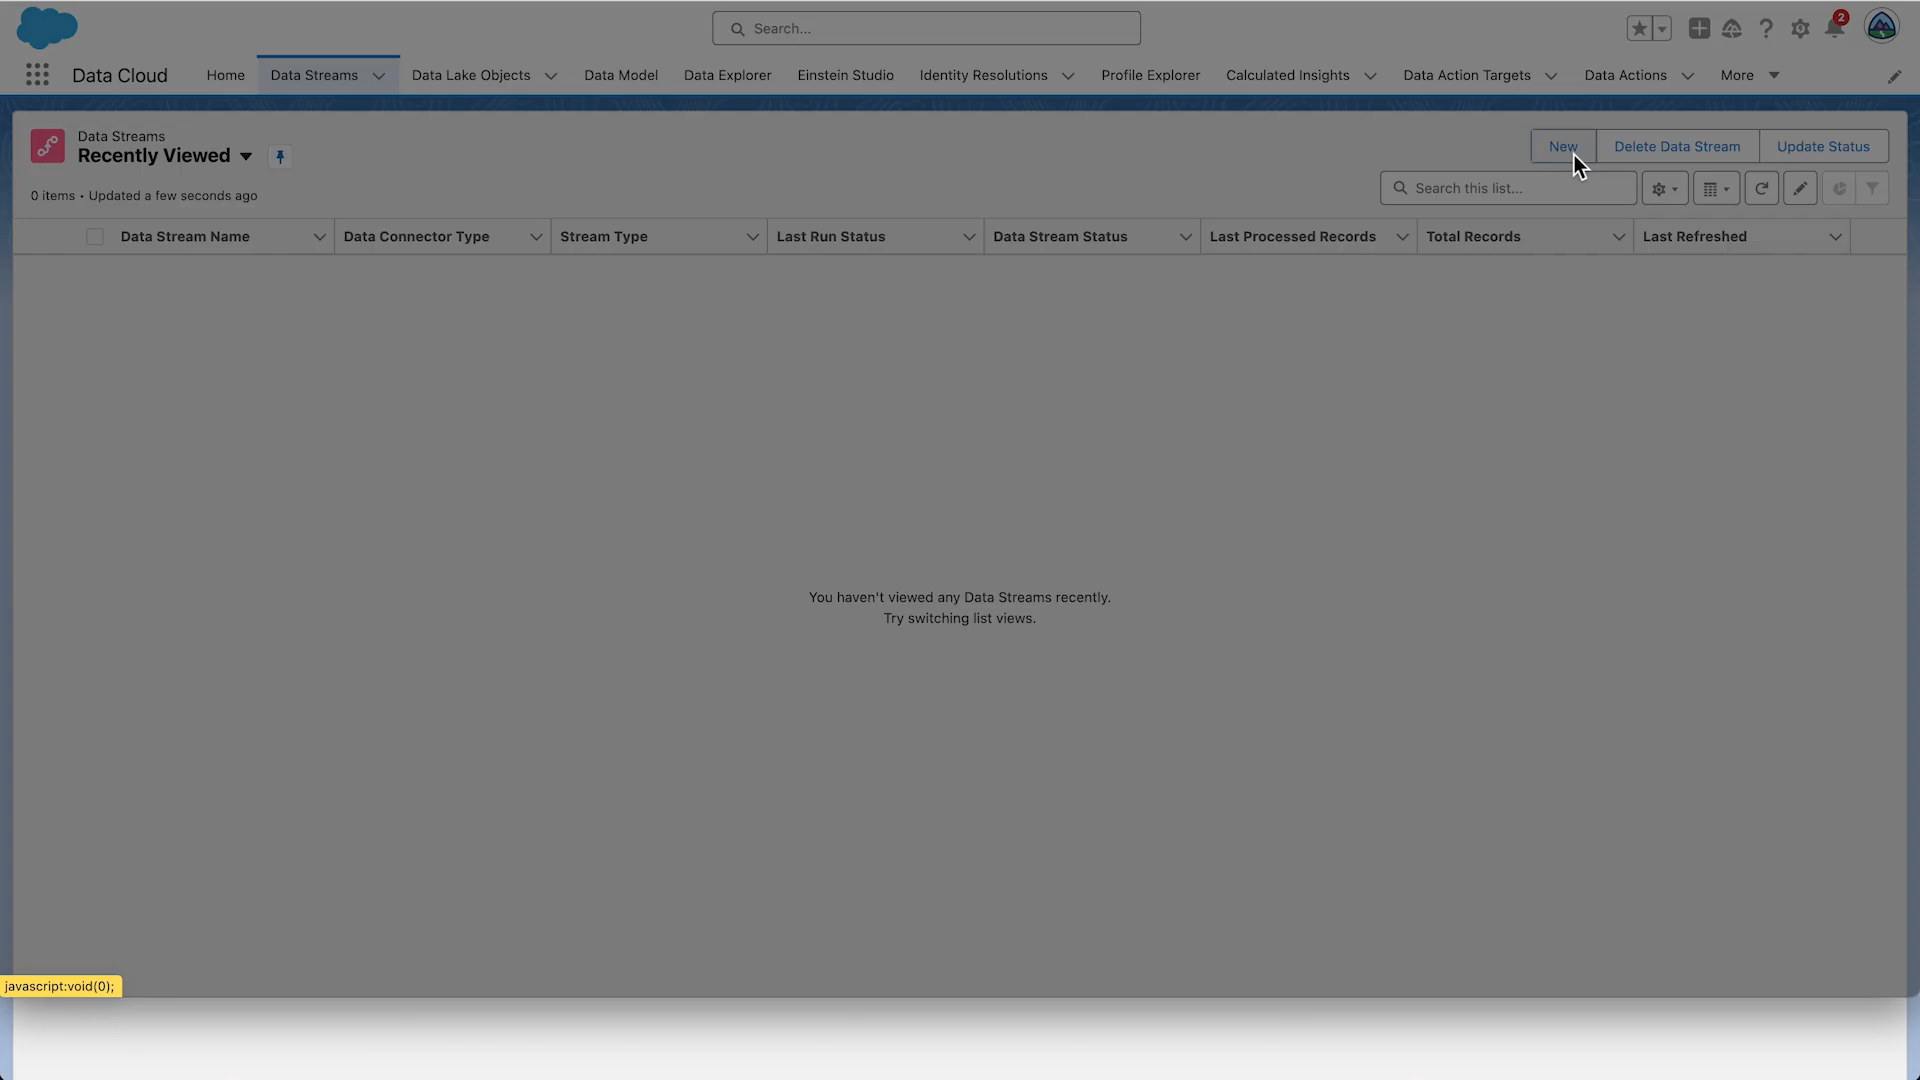 Search...
2
Data Cloud
Home
Data Streams
Data Lake Objects
Data Model
Data Explorer
Einstein Studio
Identity Resolutions
Profile Explorer
Calculated Insights
Data Action Targets
Data Actions
More
Data Streams
Recently Viewed
New
Delete Data Stream
Update Status
0 items • Updated a few seconds ago
Search this list...
Data Stream Name
Data Connector Type
Stream Type
Last Run Status
Data Stream Status
Last Processed Records
Total Records
Last Refreshed
You haven't viewed any Data Streams recently.
Try switching list views.
javascript:void(0);